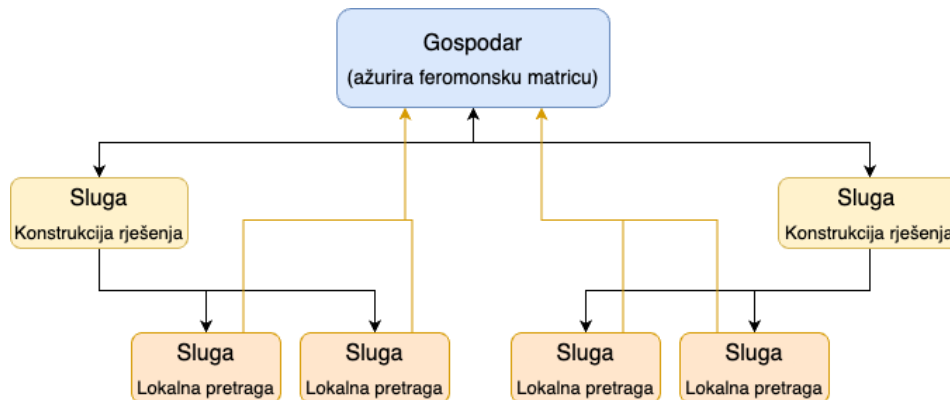 Gospodar
(ažurira feromonsku matricu)
Sluga
Konstrukcija rješenja
Sluga
Konstrukcija rješenja
Sluga
Lokalna pretraga
Sluga
Lokalna pretraga
Sluga
Lokalna pretraga
Sluga
Lokalna pretraga